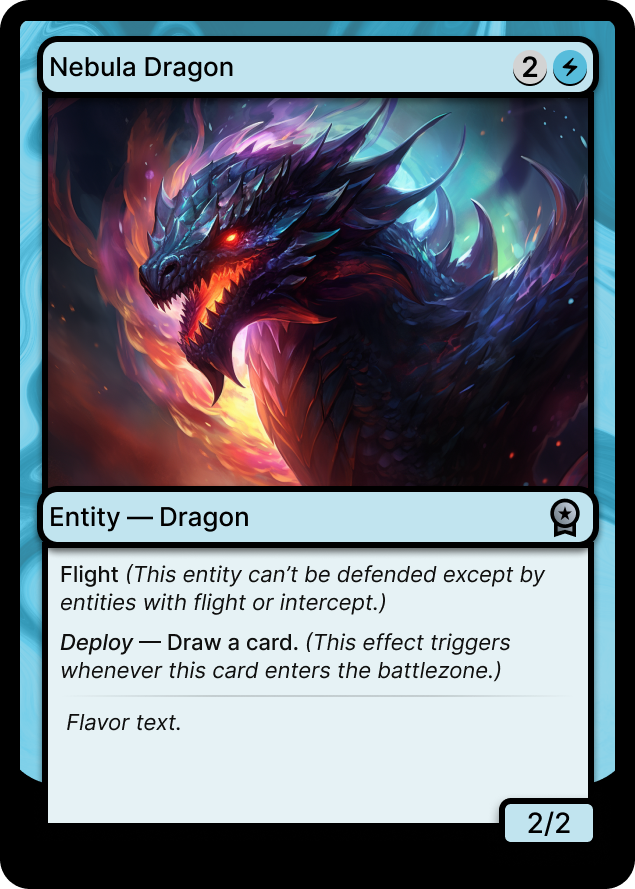 Nebula Dragon 2
Entity — Dragon
Flight (This entity can’t be defended except by
entities with flight or intercept.)
Deploy — Draw a card. (This effect triggers
whenever this card enters the battlezone.)
Flavor text.
2/2